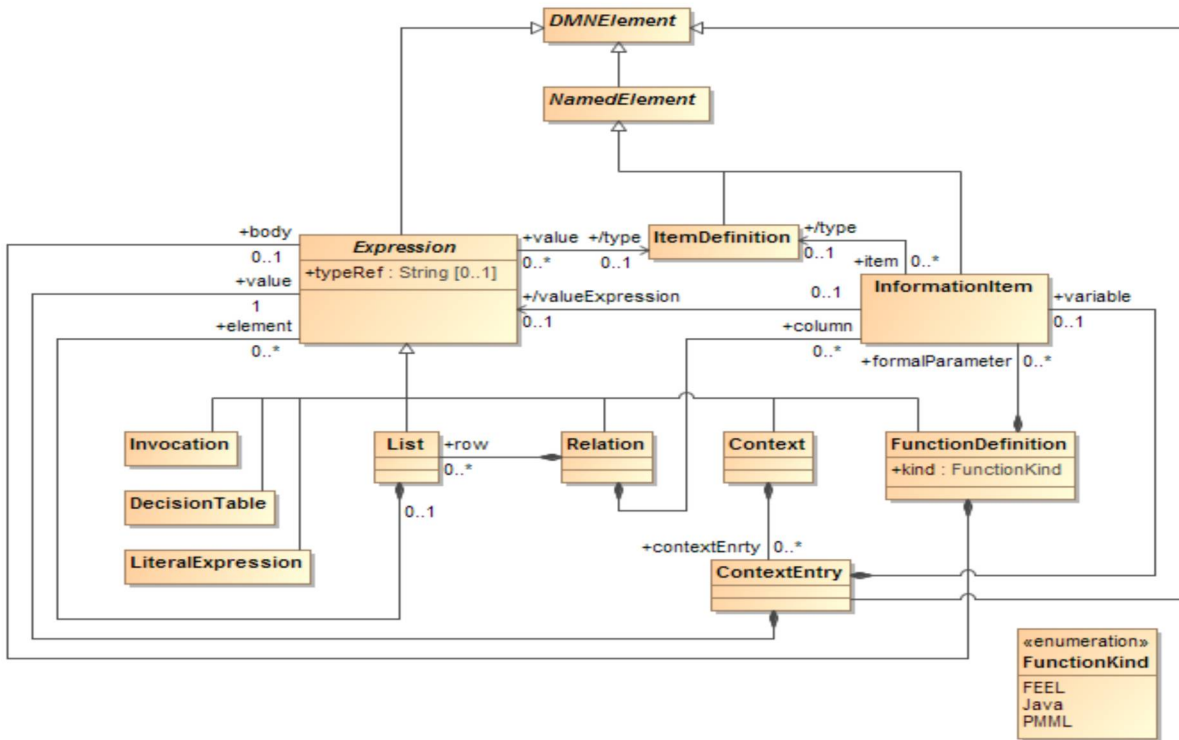 DMNElement
NamedElement
+body
0..1
+value
1
+element
0..*
Expression
+typeRef : String [0..1]
+value +/type
0..* 0..1
ItemDefinition
+/type
0..1
+item 0..*
0..1
InformationItem
+/valueExpression
0..1
+column
0..*
+variable
0..1
+formalParameter 0..*
Invocation
DecisionTable
LiteralExpression
List
+row
0..*
0..1
Relation
Context
FunctionDefinition
+kind : FunctionKind
+contextEnrty 0..*
ContextEntry
«enumeration»
FunctionKind
FEEL
Java
PMML